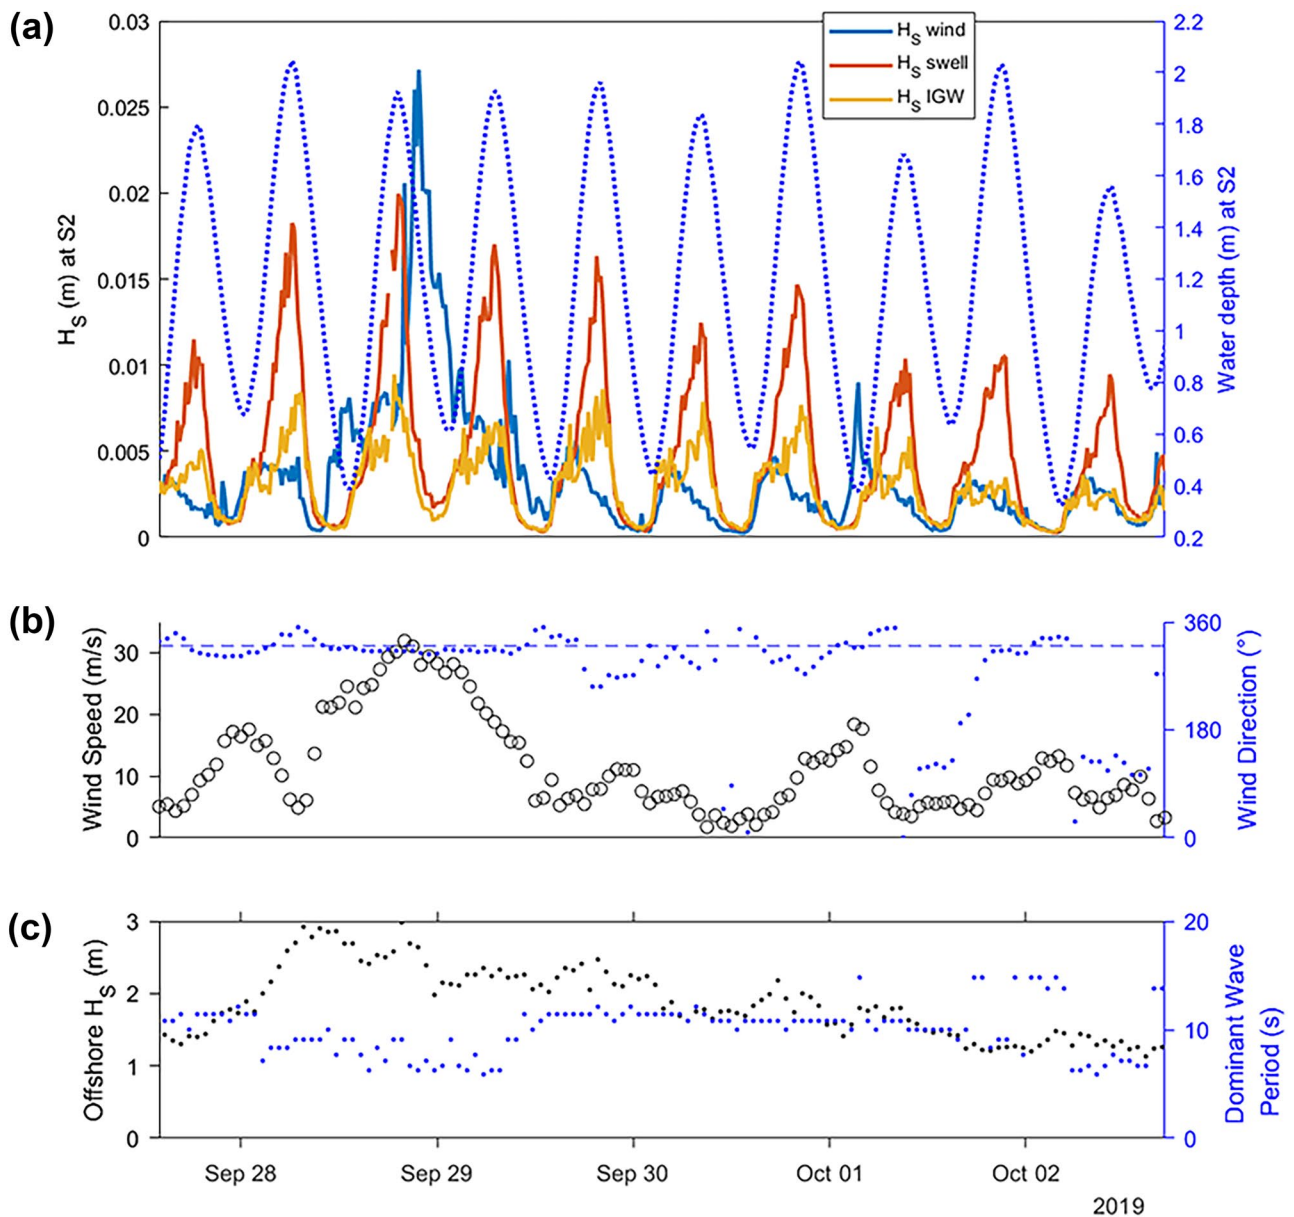 (a)
0.03
0.025
0.02
0.015
0.01
0.005
0
H_S (m) at S2
H_S wind
H_S swell
H_S IGW
2.2
2
1.8
1.6
1.4
1.2
1
0.8
0.6
0.4
0.2
Water depth (m) at S2
(b)
30
20
10
0
Wind Speed (m/s)
360
180
0
Wind Direction (°)
(c)
3
2
1
0
Offshore H_S (m)
20
10
0
Dominant Wave
Period (s)
Sep 28
Sep 29
Sep 30
Oct 01
Oct 02
2019